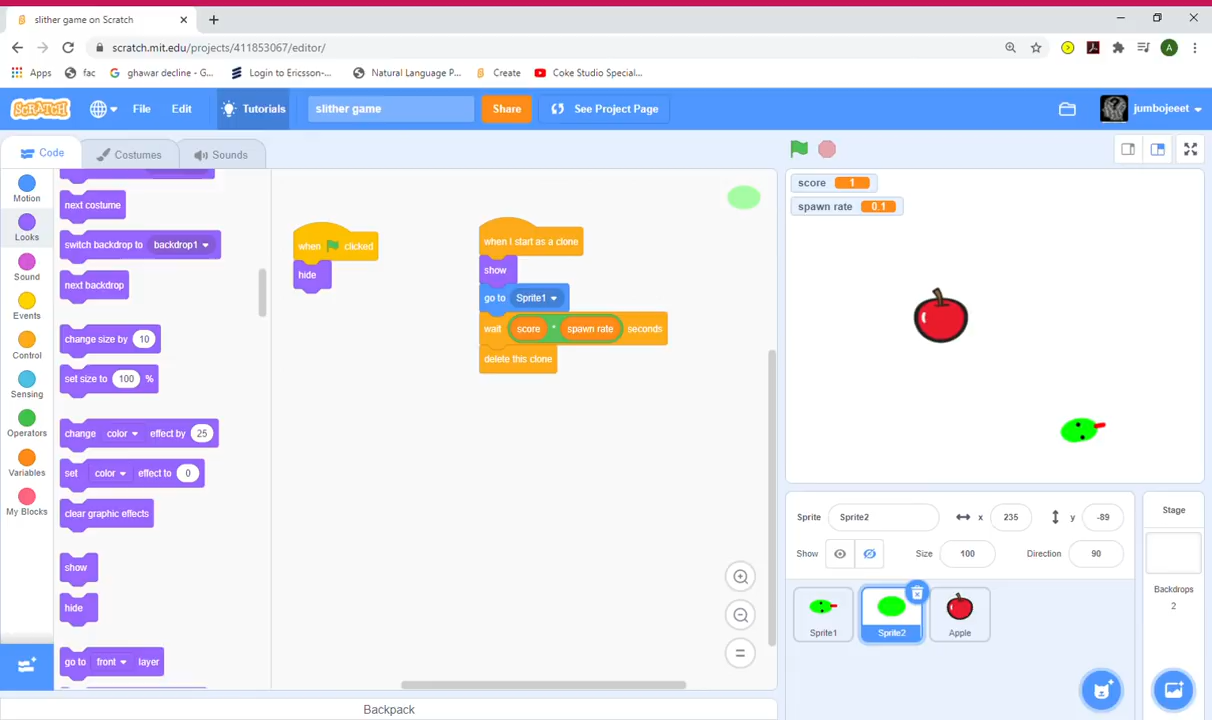 slither game on Scratch
scratch.mit.edu/projects/411853067/editor/
A
Apps
fac
ghawar decline - G...
Login to Ericsson-...
Natural Language P...
Create
Coke Studio Special...
SCRATCH
File
Edit
Tutorials
slither game
Share
See Project Page
jumbojeeet
Code
Costumes
Sounds
Motion
Looks
Sound
Events
Control
Sensing
Operators
Variables
My Blocks
next costume
switch backdrop to backdrop1
next backdrop
change size by 10
set size to 100 %
change color effect by 25
set color effect to 0
clear graphic effects
show
hide
go to front layer
when clicked
hide
when I start as a clone
show
go to Sprite1
wait score * spawn rate seconds
delete this clone
Backpack
score 1
spawn rate 0.1
Sprite Sprite2 x 235 y -89
Show Size 100 Direction 90
Sprite1
Sprite2
Apple
Stage
Backdrops
2